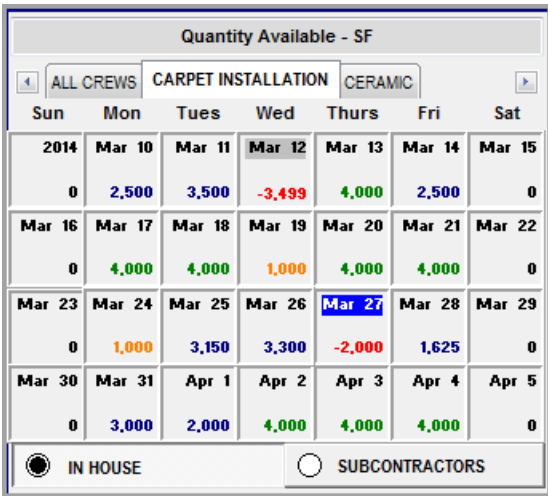 Quantity Available - SF
ALL CREWS CARPET INSTALLATION CERAMIC
Sun Mon Tues Wed Thurs Fri Sat
2014 Mar 10 Mar 11 Mar 12 Mar 13 Mar 14 Mar 15
0 2,500 3,500 -3,499 4,000 2,500 0
Mar 16 Mar 17 Mar 18 Mar 19 Mar 20 Mar 21 Mar 22
0 4,000 4,000 1,000 4,000 4,000 0
Mar 23 Mar 24 Mar 25 Mar 26 Mar 27 Mar 28 Mar 29
0 1,000 3,150 3,300 -2,000 1,625 0
Mar 30 Mar 31 Apr 1 Apr 2 Apr 3 Apr 4 Apr 5
0 3,000 2,000 4,000 4,000 4,000 0
IN HOUSE SUBCONTRACTORS